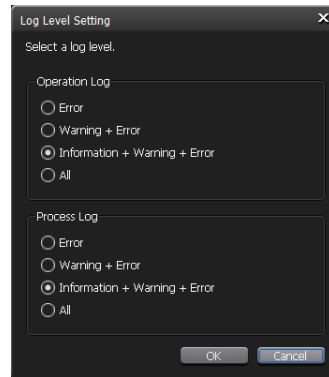 Log Level Setting
Select a log level.
Operation Log
Error
Warning + Error
Information + Warning + Error
All
Process Log
Error
Warning + Error
Information + Warning + Error
All
OK Cancel